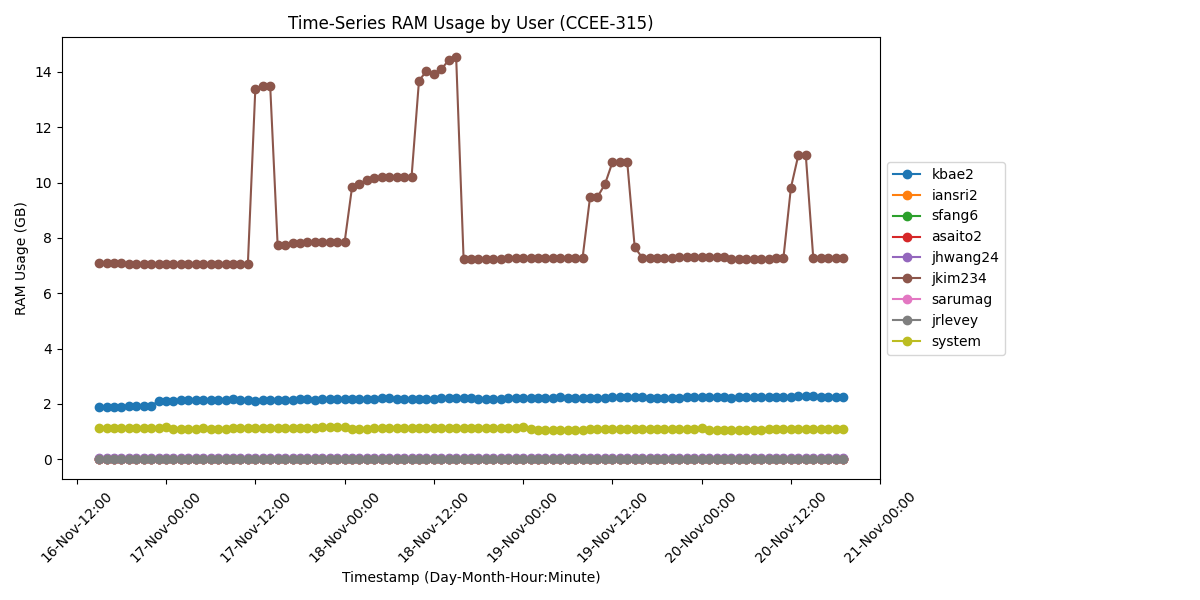 Time-Series RAM Usage by User (CCEE-315)
RAM Usage (GB)
14
12
10
8
6
4
2
0
16-Nov-12:00
17-Nov-00:00
17-Nov-12:00
18-Nov-00:00
18-Nov-12:00
19-Nov-00:00
19-Nov-12:00
20-Nov-00:00
20-Nov-12:00
21-Nov-00:00
Timestamp (Day-Month-Hour:Minute)
kbae2
iansri2
sfang6
asaito2
jhwang24
jkim234
sarumag
jrlevey
system